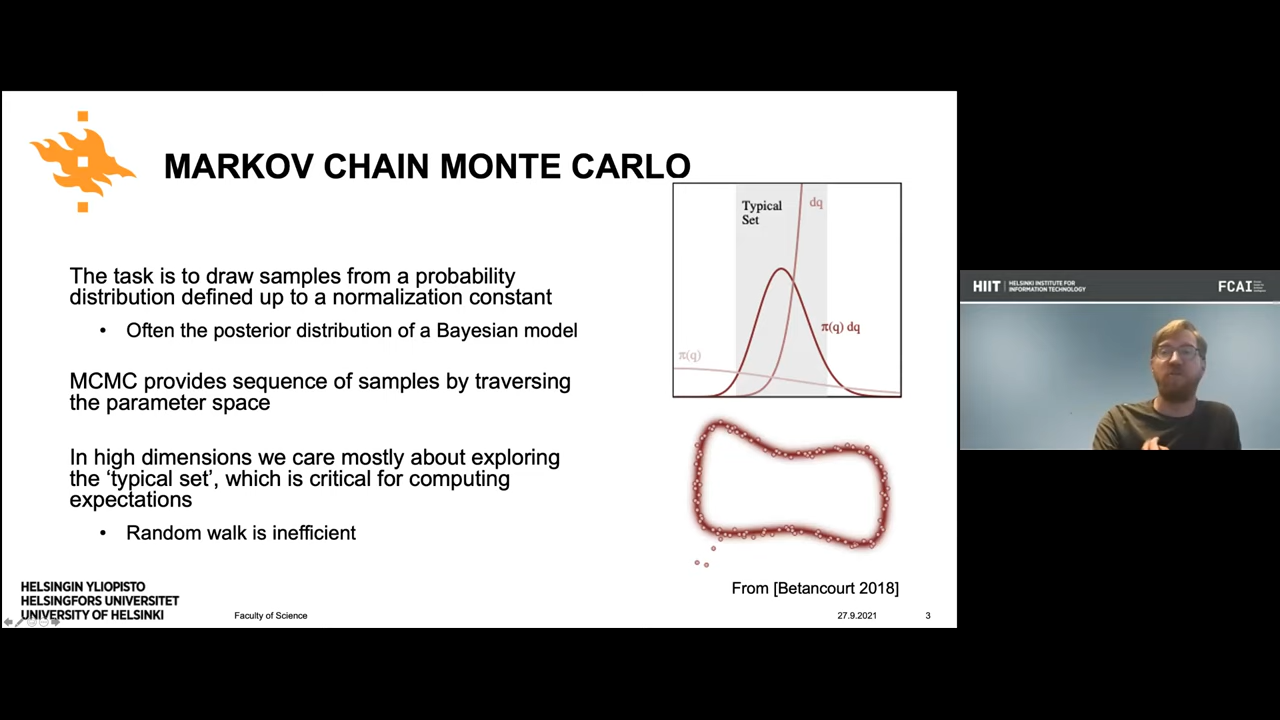 MARKOV CHAIN MONTE CARLO
The task is to draw samples from a probability
distribution defined up to a normalization constant
• Often the posterior distribution of a Bayesian model
MCMC provides sequence of samples by traversing
the parameter space
In high dimensions we care mostly about exploring
the ‘typical set’, which is critical for computing
expectations
• Random walk is inefficient
Typical
Set
dq
π(q) dq
π(q)
From [Betancourt 2018]
HELSINGIN YLIOPISTO
HELSINGFORS UNIVERSITET
UNIVERSITY OF HELSINKI
Faculty of Science
27.9.2021
3
HIIT
HELSINKI INSTITUTE FOR
INFORMATION TECHNOLOGY
FCAI